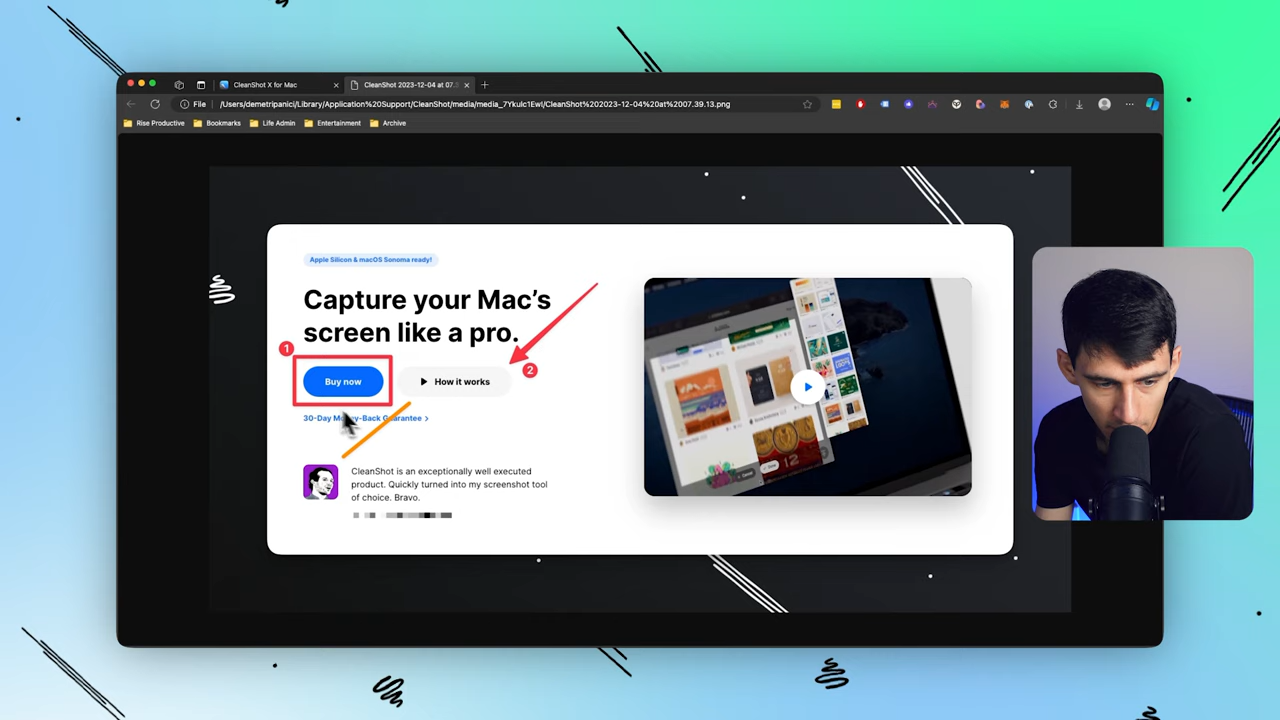 CleanShot X for Mac
CleanShot 2023-12-04 at 07.3
File
/Users/demetripanici/Library/Application%20Support/CleanShot/media/media_7Ykulc1Ewl/CleanShot%202023-12-04%20at%2007.39.13.png
Rise Productive
Bookmarks
Life Admin
Entertainment
Archive
Apple Silicon & macOS Sonoma ready!
Capture your Mac’s
screen like a pro.
1
Buy now
How it works
2
30-Day Money-Back Guarantee >
CleanShot is an exceptionally well executed
product. Quickly turned into my screenshot tool
of choice. Bravo.
12